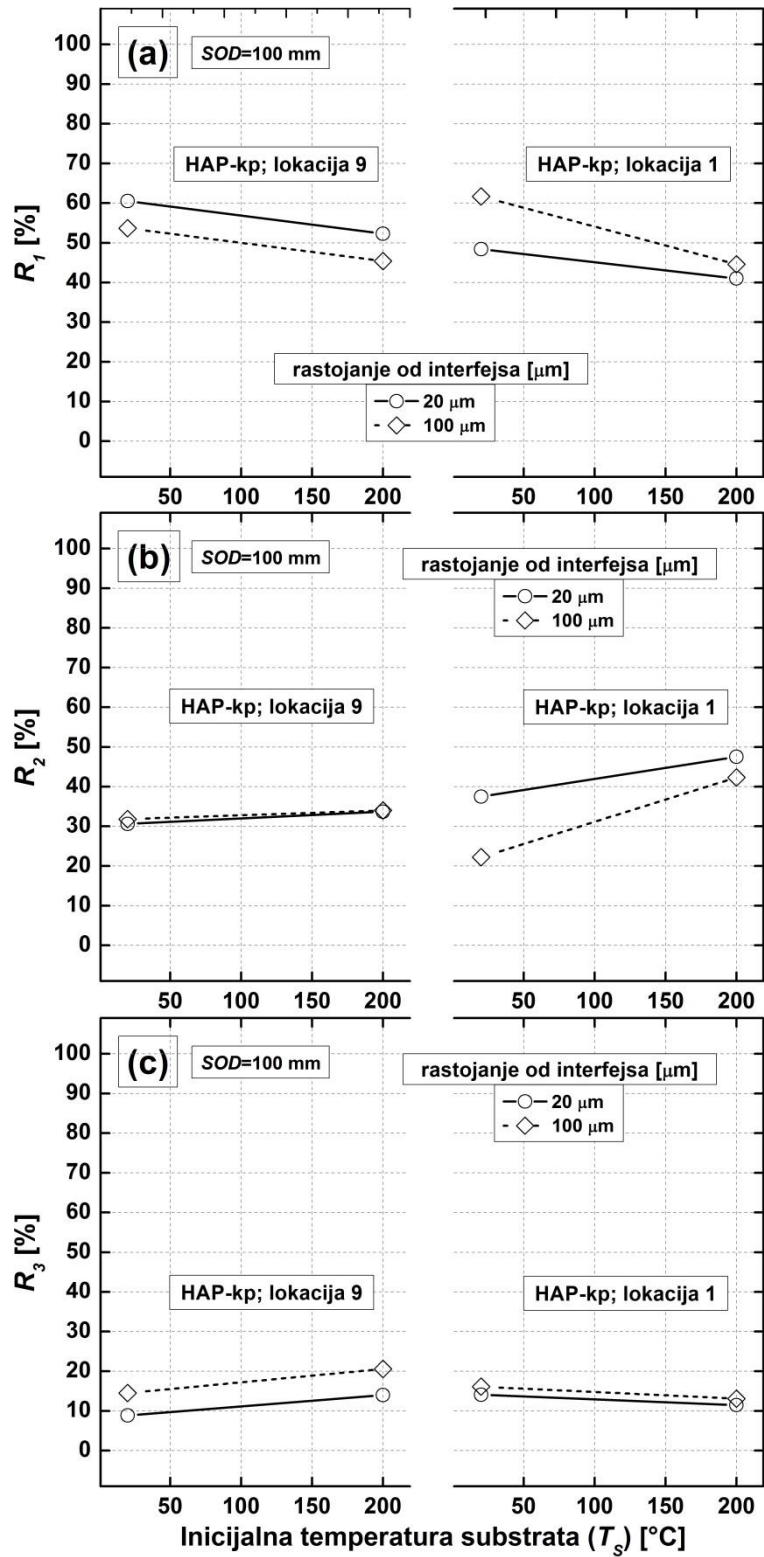 (a)
SOD=100 mm
HAP-kp; lokacija 9
HAP-kp; lokacija 1
rastojanje od interfejsa [μm]
20 μm
100 μm
R1 [%]
100
90
80
70
60
50
40
30
20
10
0
50 100 150 200 50 100 150 200
(b)
SOD=100 mm
rastojanje od interfejsa [μm]
20 μm
100 μm
HAP-kp; lokacija 9
HAP-kp; lokacija 1
R2 [%]
100
90
80
70
60
50
40
30
20
10
0
50 100 150 200 50 100 150 200
(c)
SOD=100 mm
rastojanje od interfejsa [μm]
20 μm
100 μm
HAP-kp; lokacija 9
HAP-kp; lokacija 1
R3 [%]
100
90
80
70
60
50
40
30
20
10
0
50 100 150 200 50 100 150 200
Inicijalna temperatura substrata (TS) [°C]